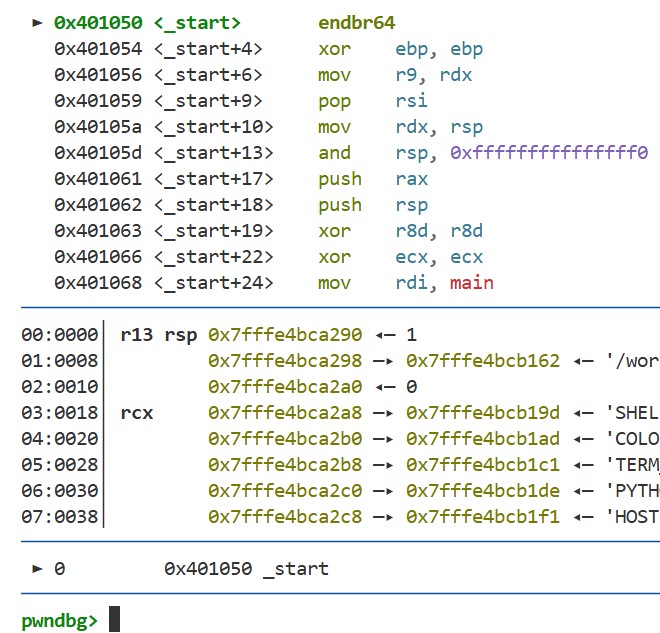 ► 0x401050 <_start>       endbr64
0x401054 <_start+4>     xor    ebp, ebp
0x401056 <_start+6>     mov    r9, rdx
0x401059 <_start+9>     pop    rsi
0x40105a <_start+10>    mov    rdx, rsp
0x40105d <_start+13>    and    rsp, 0xfffffffffffffff0
0x401061 <_start+17>    push   rax
0x401062 <_start+18>    push   rsp
0x401063 <_start+19>    xor    r8d, r8d
0x401066 <_start+22>    xor    ecx, ecx
0x401068 <_start+24>    mov    rdi, main
00:0000│ r13 rsp 0x7fffe4bca290 ◂— 1
01:0008│         0x7fffe4bca298 —▸ 0x7fffe4bcb162 ◂— '/wor
02:0010│         0x7fffe4bca2a0 ◂— 0
03:0018│ rcx     0x7fffe4bca2a8 —▸ 0x7fffe4bcb19d ◂— 'SHEL
04:0020│         0x7fffe4bca2b0 —▸ 0x7fffe4bcb1ad ◂— 'COLO
05:0028│         0x7fffe4bca2b8 —▸ 0x7fffe4bcb1c1 ◂— 'TERM_
06:0030│         0x7fffe4bca2c0 —▸ 0x7fffe4bcb1de ◂— 'PYTH
07:0038│         0x7fffe4bca2c8 —▸ 0x7fffe4bcb1f1 ◂— 'HOST
► 0         0x401050 _start
pwndbg>